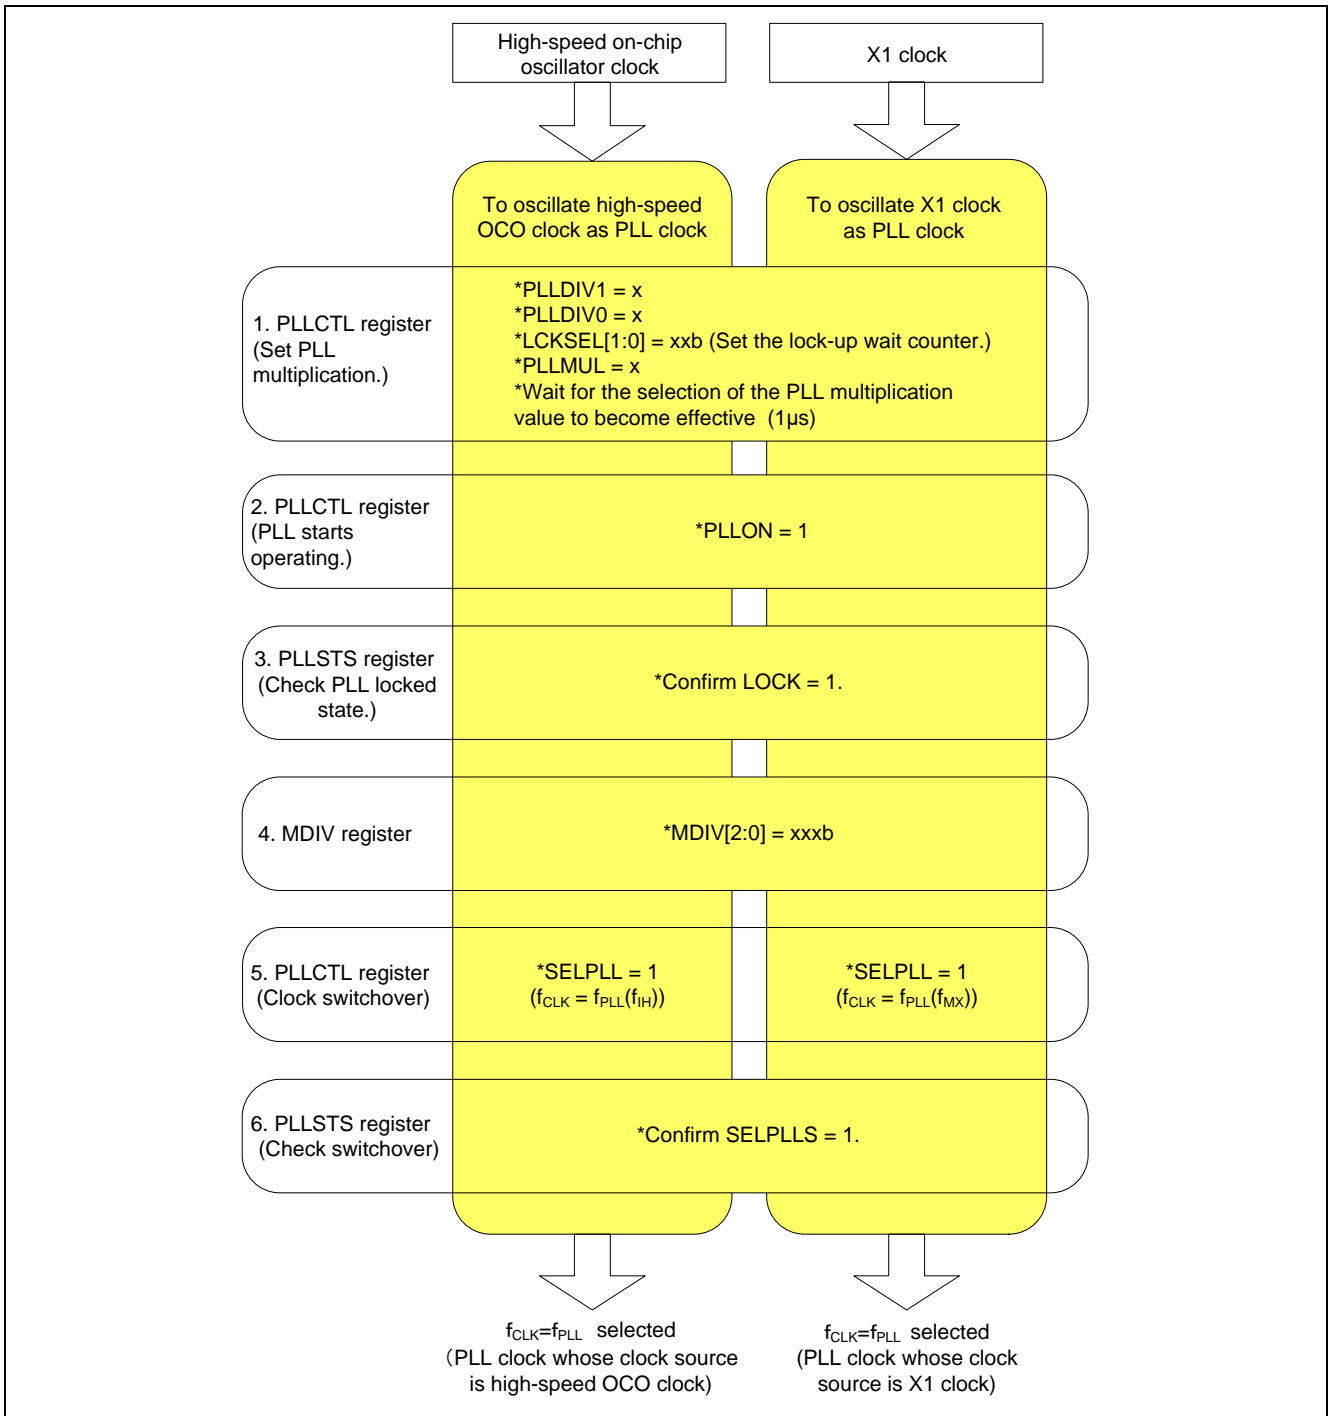 High-speed on-chip
oscillator clock
X1 clock
To oscillate high-speed
OCO clock as PLL clock
To oscillate X1 clock
as PLL clock
1. PLLCTL register
(Set PLL
multiplication.)
*PLLDIV1 = x
*PLLDIV0 = x
*LCKSEL[1:0] = xxb (Set the lock-up wait counter.)
*PLLMUL = x
*Wait for the selection of the PLL multiplication
value to become effective (1µs)
2. PLLCTL register
(PLL starts
operating.)
*PLLON = 1
3. PLLSTS register
(Check PLL locked
state.)
*Confirm LOCK = 1.
4. MDIV register
*MDIV[2:0] = xxxb
5. PLLCTL register
(Clock switchover)
*SELPLL = 1
(fCLK = fPLL(fIH))
*SELPLL = 1
(fCLK = fPLL(fMX))
6. PLLSTS register
(Check switchover)
*Confirm SELPLLS = 1.
fCLK=fPLL selected
（PLL clock whose clock source
is high-speed OCO clock)
fCLK=fPLL selected
(PLL clock whose clock
source is X1 clock)